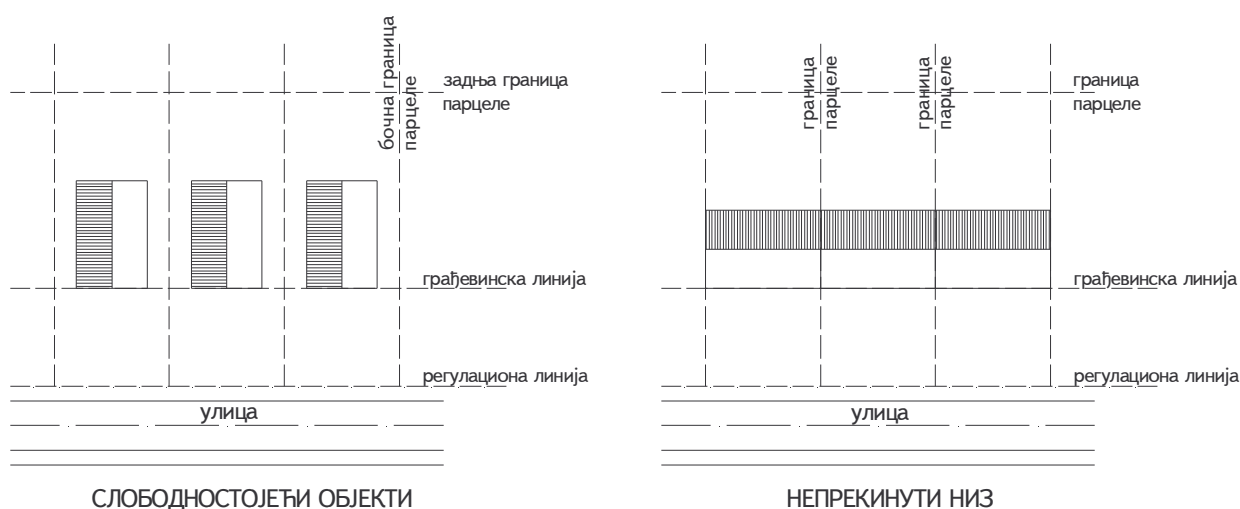 бочна граница
парцеле
задња граница
парцеле
грађевинска линија
регулациона линија
улица
СЛОБОДНОСТОЈЕЋИ ОБЈЕКТИ
граница
парцеле
граница
парцеле
граница
парцеле
грађевинска линија
регулациона линија
улица
НЕПРЕКИНУТИ НИЗ